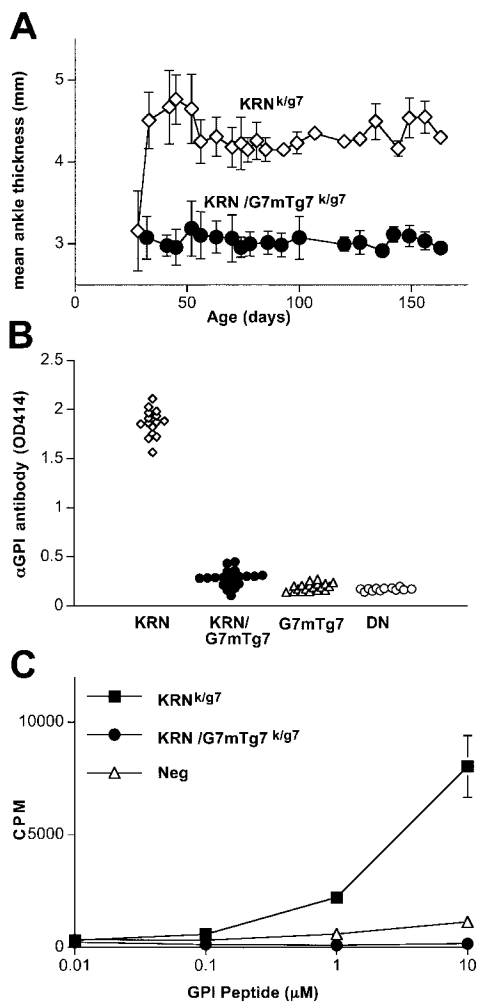 A
mean ankle thickness (mm)
5
4
3
KRNk/g7
KRN /G7mTg7 k/g7
0
50
100
150
Age (days)
B
αGPI antibody (OD414)
2.5
2
1.5
1
0.5
0
KRN
KRN/
G7mTg7
G7mTg7
DN
C
KRNk/g7
KRN /G7mTg7 k/g7
Neg
CPM
10000
5000
0
0.01
0.1
1
10
GPI Peptide (μM)